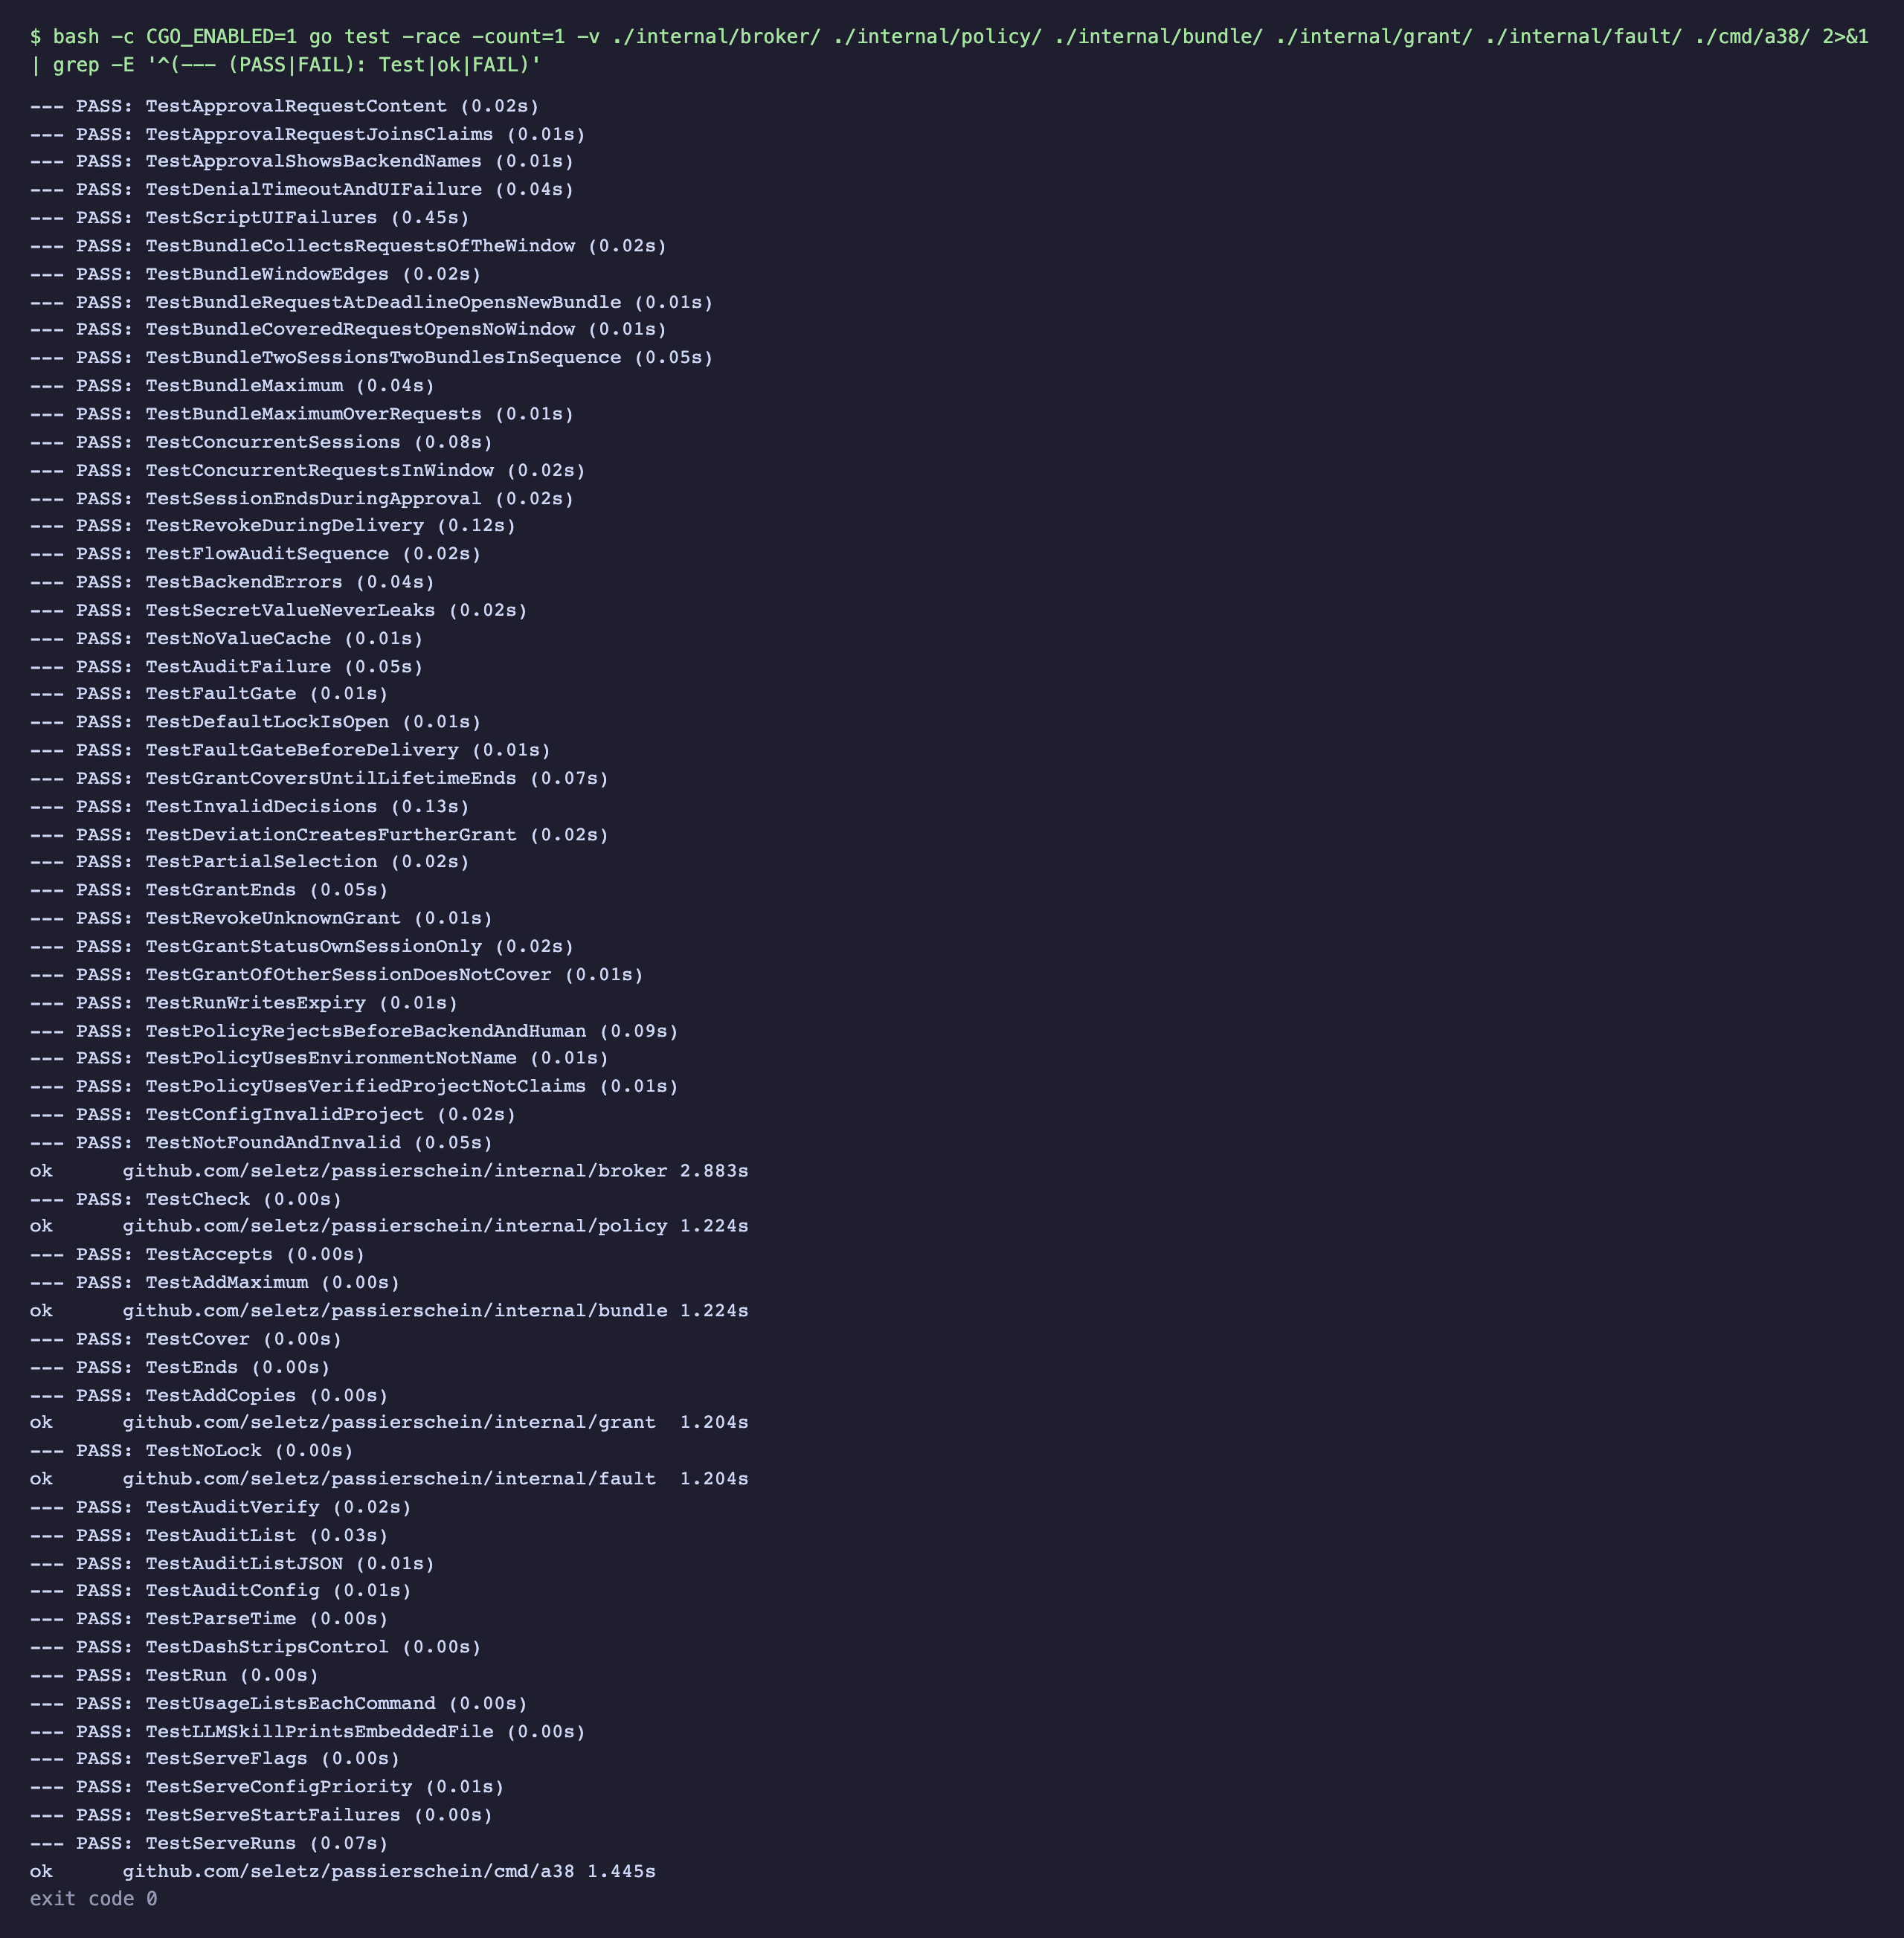 $ bash -c CGO_ENABLED=1 go test -race -count=1 -v ./internal/broker/ ./internal/policy/ ./internal/bundle/ ./internal/grant/ ./internal/fault/ ./cmd/a38/ 2>&1
| grep -E '^(--- (PASS|FAIL): Test|ok|FAIL)'
--- PASS: TestApprovalRequestContent (0.02s)
--- PASS: TestApprovalRequestJoinsClaims (0.01s)
--- PASS: TestApprovalShowsBackendNames (0.01s)
--- PASS: TestDenialTimeoutAndUIFailure (0.04s)
--- PASS: TestScriptUIFailures (0.45s)
--- PASS: TestBundleCollectsRequestsOfTheWindow (0.02s)
--- PASS: TestBundleWindowEdges (0.02s)
--- PASS: TestBundleRequestAtDeadlineOpensNewBundle (0.01s)
--- PASS: TestBundleCoveredRequestOpensNoWindow (0.01s)
--- PASS: TestBundleTwoSessionsTwoBundlesInSequence (0.05s)
--- PASS: TestBundleMaximum (0.04s)
--- PASS: TestBundleMaximumOverRequests (0.01s)
--- PASS: TestConcurrentSessions (0.08s)
--- PASS: TestConcurrentRequestsInWindow (0.02s)
--- PASS: TestSessionEndsDuringApproval (0.02s)
--- PASS: TestRevokeDuringDelivery (0.12s)
--- PASS: TestFlowAuditSequence (0.02s)
--- PASS: TestBackendErrors (0.04s)
--- PASS: TestSecretValueNeverLeaks (0.02s)
--- PASS: TestNoValueCache (0.01s)
--- PASS: TestAuditFailure (0.05s)
--- PASS: TestFaultGate (0.01s)
--- PASS: TestDefaultLockIsOpen (0.01s)
--- PASS: TestFaultGateBeforeDelivery (0.01s)
--- PASS: TestGrantCoversUntilLifetimeEnds (0.07s)
--- PASS: TestInvalidDecisions (0.13s)
--- PASS: TestDeviationCreatesFurtherGrant (0.02s)
--- PASS: TestPartialSelection (0.02s)
--- PASS: TestGrantEnds (0.05s)
--- PASS: TestRevokeUnknownGrant (0.01s)
--- PASS: TestGrantStatusOwnSessionOnly (0.02s)
--- PASS: TestGrantOfOtherSessionDoesNotCover (0.01s)
--- PASS: TestRunWritesExpiry (0.01s)
--- PASS: TestPolicyRejectsBeforeBackendAndHuman (0.09s)
--- PASS: TestPolicyUsesEnvironmentNotName (0.01s)
--- PASS: TestPolicyUsesVerifiedProjectNotClaims (0.01s)
--- PASS: TestConfigInvalidProject (0.02s)
--- PASS: TestNotFoundAndInvalid (0.05s)
ok      github.com/seletz/passierschein/internal/broker 2.883s
--- PASS: TestCheck (0.00s)
ok      github.com/seletz/passierschein/internal/policy 1.224s
--- PASS: TestAccepts (0.00s)
--- PASS: TestAddMaximum (0.00s)
ok      github.com/seletz/passierschein/internal/bundle 1.224s
--- PASS: TestCover (0.00s)
--- PASS: TestEnds (0.00s)
--- PASS: TestAddCopies (0.00s)
ok      github.com/seletz/passierschein/internal/grant  1.204s
--- PASS: TestNoLock (0.00s)
ok      github.com/seletz/passierschein/internal/fault  1.204s
--- PASS: TestAuditVerify (0.02s)
--- PASS: TestAuditList (0.03s)
--- PASS: TestAuditListJSON (0.01s)
--- PASS: TestAuditConfig (0.01s)
--- PASS: TestParseTime (0.00s)
--- PASS: TestDashStripsControl (0.00s)
--- PASS: TestRun (0.00s)
--- PASS: TestUsageListsEachCommand (0.00s)
--- PASS: TestLLMSkillPrintsEmbeddedFile (0.00s)
--- PASS: TestServeFlags (0.00s)
--- PASS: TestServeConfigPriority (0.01s)
--- PASS: TestServeStartFailures (0.00s)
--- PASS: TestServeRuns (0.07s)
ok      github.com/seletz/passierschein/cmd/a38 1.445s
exit code 0